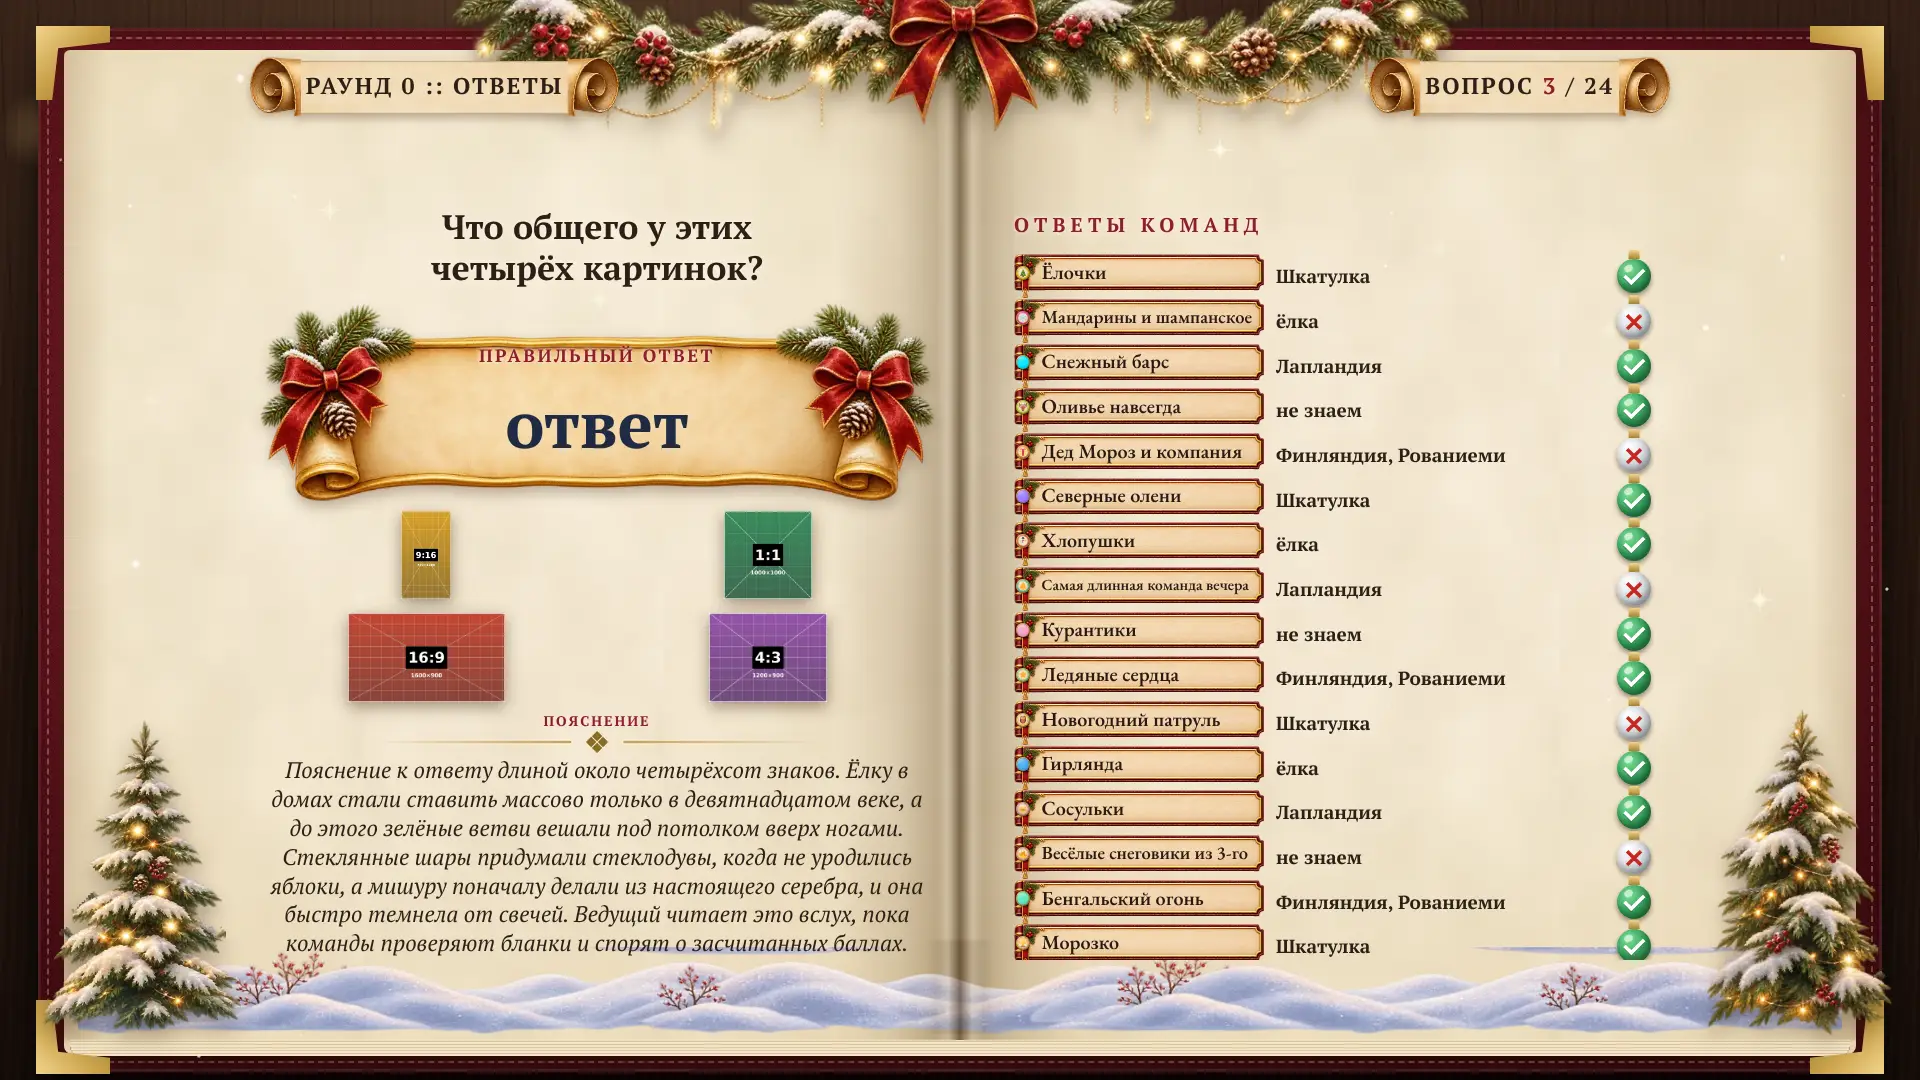 РАУНД 0 :: ОТВЕТЫ
ВОПРОС 3 / 24
Что общего у этих
четырёх картинок?
ПРАВИЛЬНЫЙ ОТВЕТ
ответ
9:16
1:1
1000×1000
16:9
1600×900
4:3
1200×900
ПОЯСНЕНИЕ
Пояснение к ответу длиной около четырёхсот знаков. Ёлку в
домах стали ставить массово только в девятнадцатом веке, а
до этого зелёные ветви вешали под потолком вверх ногами.
Стеклянные шары придумали стеклодувы, когда не уродились
яблоки, а мишуру поначалу делали из настоящего серебра, и она
быстро темнела от свечей. Ведущий читает это вслух, пока
команды проверяют бланки и спорят о засчитанных баллах.
ОТВЕТЫ КОМАНД
Ёлочки Шкатулка
Мандарины и шампанское ёлка
Снежный барс Лапландия
Оливье навсегда не знаем
Дед Мороз и компания Финляндия, Рованиеми
Северные олени Шкатулка
Хлопушки ёлка
Самая длинная команда вечера Лапландия
Курантики не знаем
Ледяные сердца Финляндия, Рованиеми
Новогодний патруль Шкатулка
Гирлянда ёлка
Сосульки Лапландия
Весёлые снеговики из 3-го не знаем
Бенгальский огонь Финляндия, Рованиеми
Морозко Шкатулка